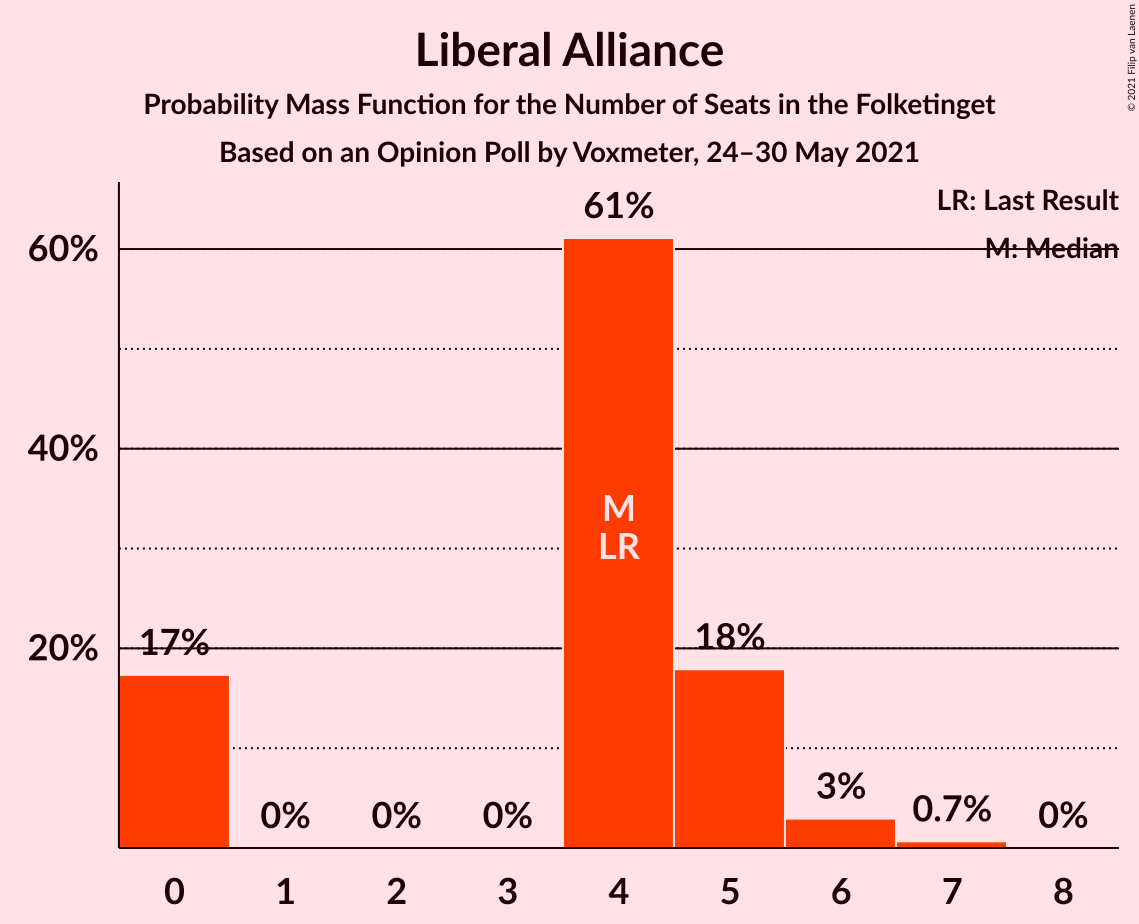 Liberal Alliance
Probability Mass Function for the Number of Seats in the Folketinget
Based on an Opinion Poll by Voxmeter, 24–30 May 2021
© 2021 Filip van Laenen
LR: Last Result
M: Median
61%
60%
40%
20%
M
LR
17%
0%
0%
0%
18%
3%
0.7%
0%
0 1 2 3 4 5 6 7 8